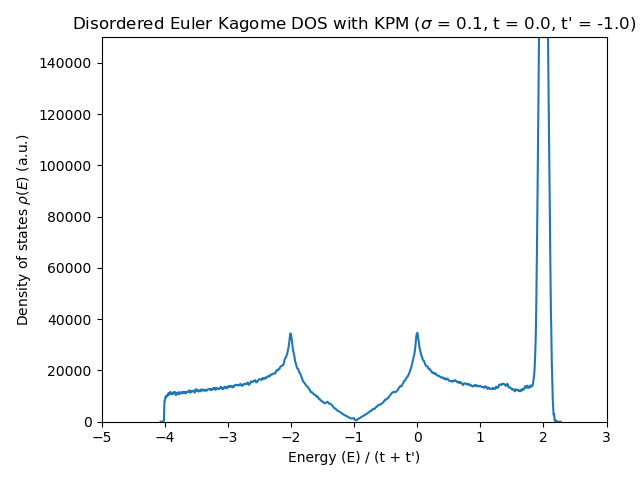 Disordered Euler Kagome DOS with KPM (σ = 0.1, t = 0.0, t' = -1.0)
Density of states ρ(E) (a.u.)
140000
120000
100000
80000
60000
40000
20000
0
−5 −4 −3 −2 −1 0 1 2 3
Energy (E) / (t + t')